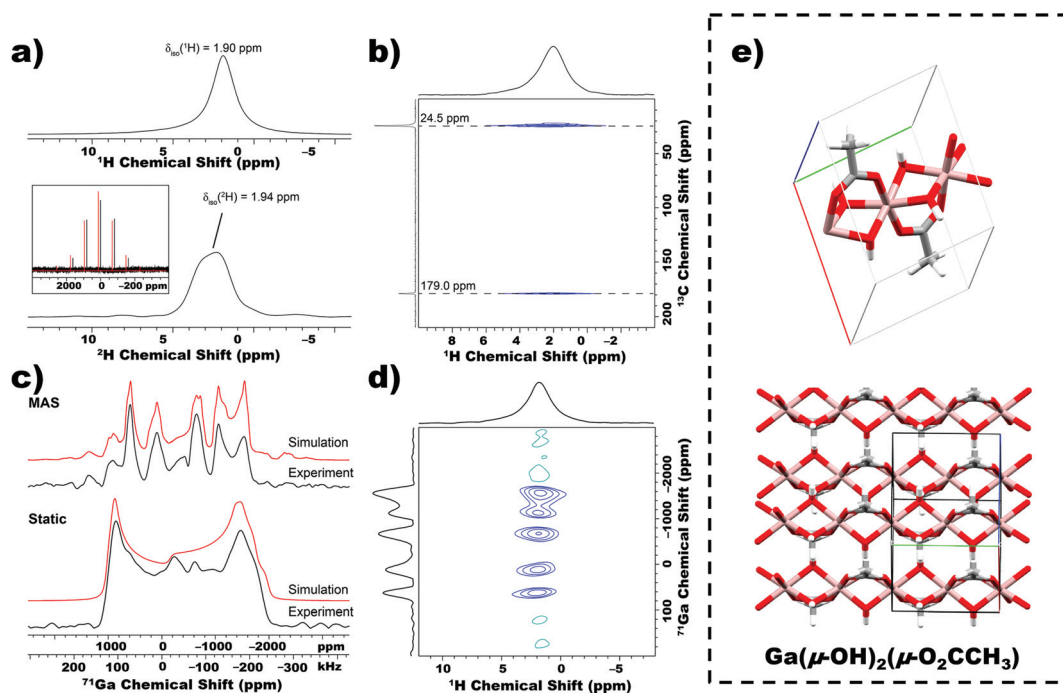 a)
δiso(¹H) = 1.90 ppm
10 5 0 −5
¹H Chemical Shift (ppm)
δiso(²H) = 1.94 ppm
2000 0 −200 ppm
10 5 0 −5
²H Chemical Shift (ppm)
b)
24.5 ppm
179.0 ppm
50
100
150
200
¹³C Chemical Shift (ppm)
10 8 6 4 2 0 −2 −4
¹H Chemical Shift (ppm)
c)
MAS
Simulation
Experiment
Static
Simulation
Experiment
1000 0 −1000 −2000 ppm
200 100 0 −100 −200 −300 kHz
⁷¹Ga Chemical Shift (ppm)
d)
−2000
−1000
0
100
⁷¹Ga Chemical Shift (ppm)
10 5 0 −5
¹H Chemical Shift (ppm)
e)
Ga(μ-OH)₂(μ-O₂CCH₃)